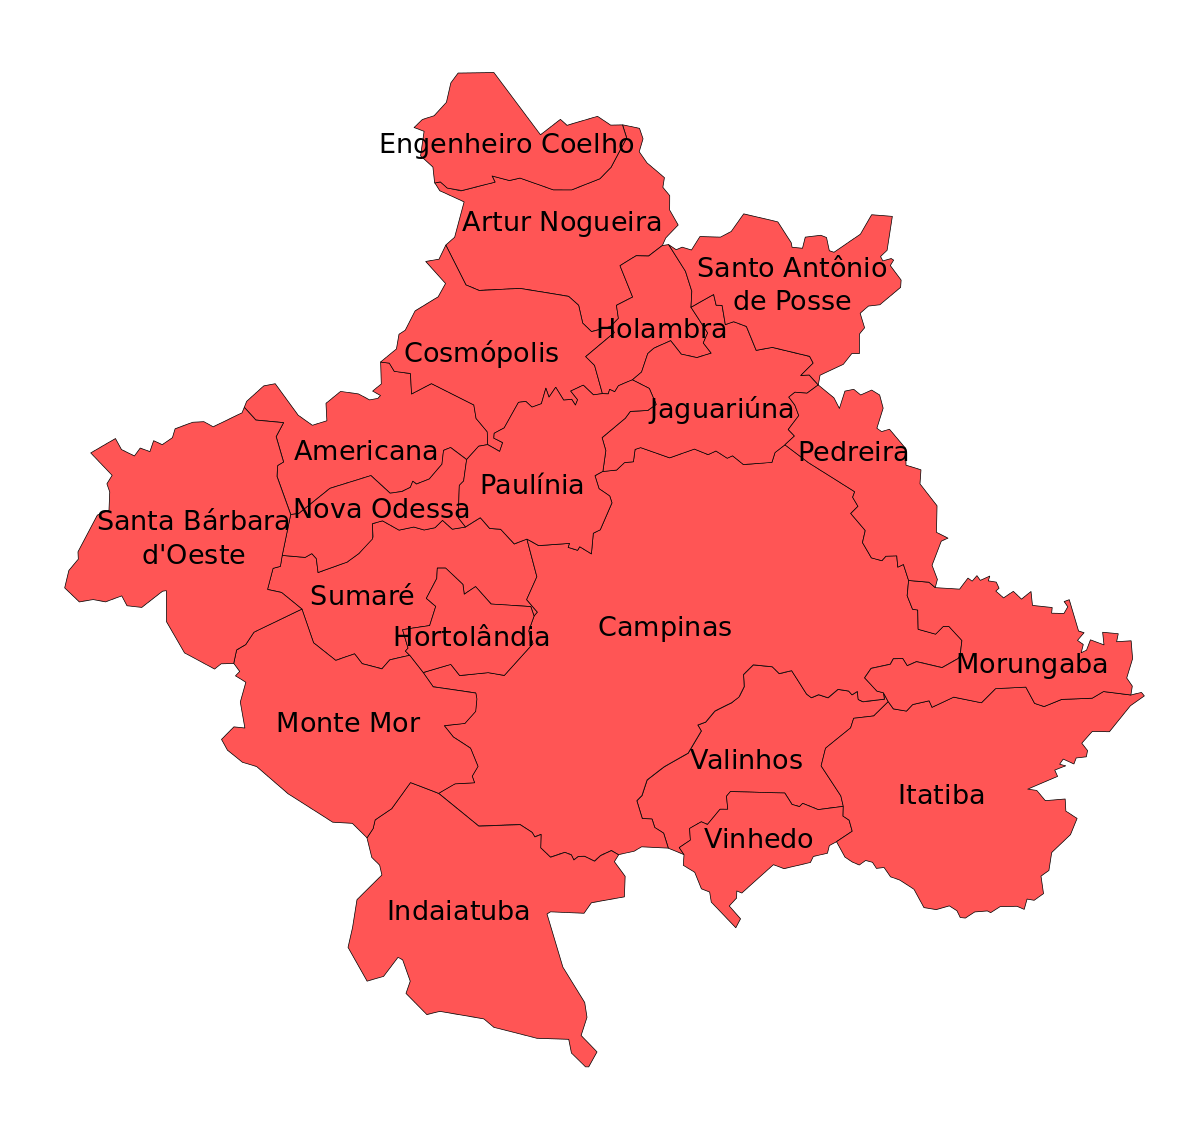 Engenheiro Coelho
Artur Nogueira
Santo Antônio
de Posse
Holambra
Cosmópolis
Jaguariúna
Americana
Pedreira
Paulínia
Nova Odessa
Santa Bárbara
d'Oeste
Sumaré
Campinas
Hortolândia
Morungaba
Monte Mor
Valinhos
Itatiba
Vinhedo
Indaiatuba